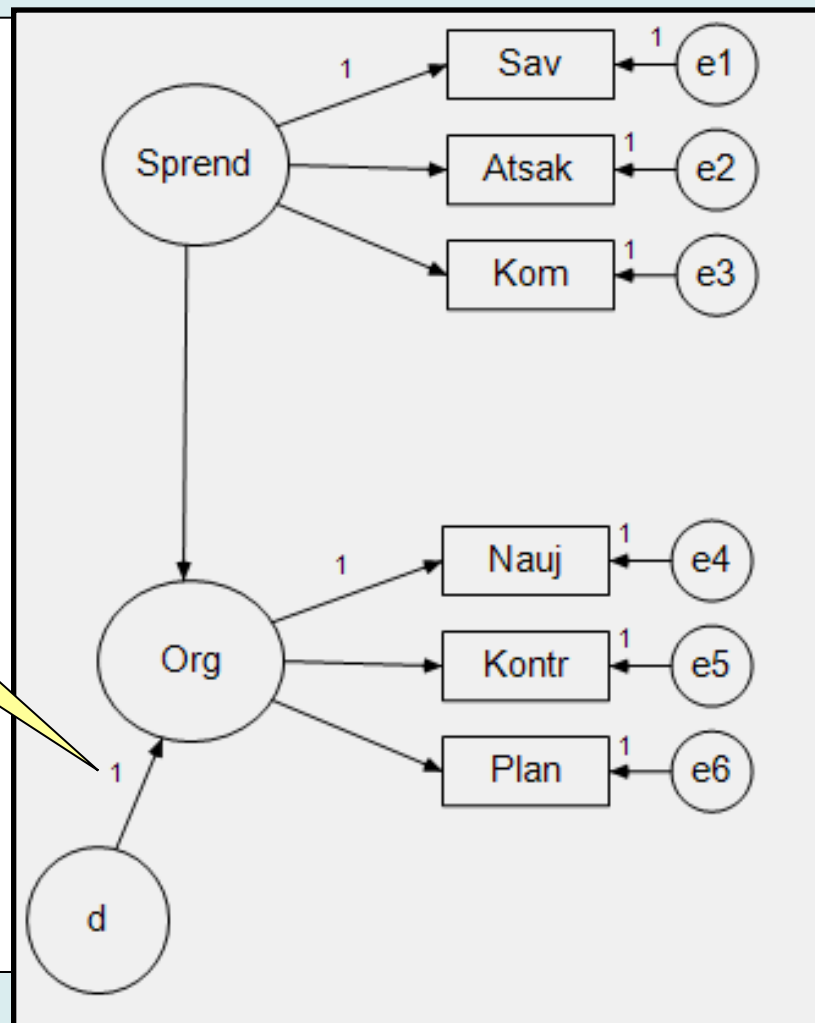 1
Sav
1
e1
Sprend
Atsak
1
e2
Kom
1
e3
1
Nauj
1
e4
Org
Kontr
1
e5
Plan
1
e6
1
d